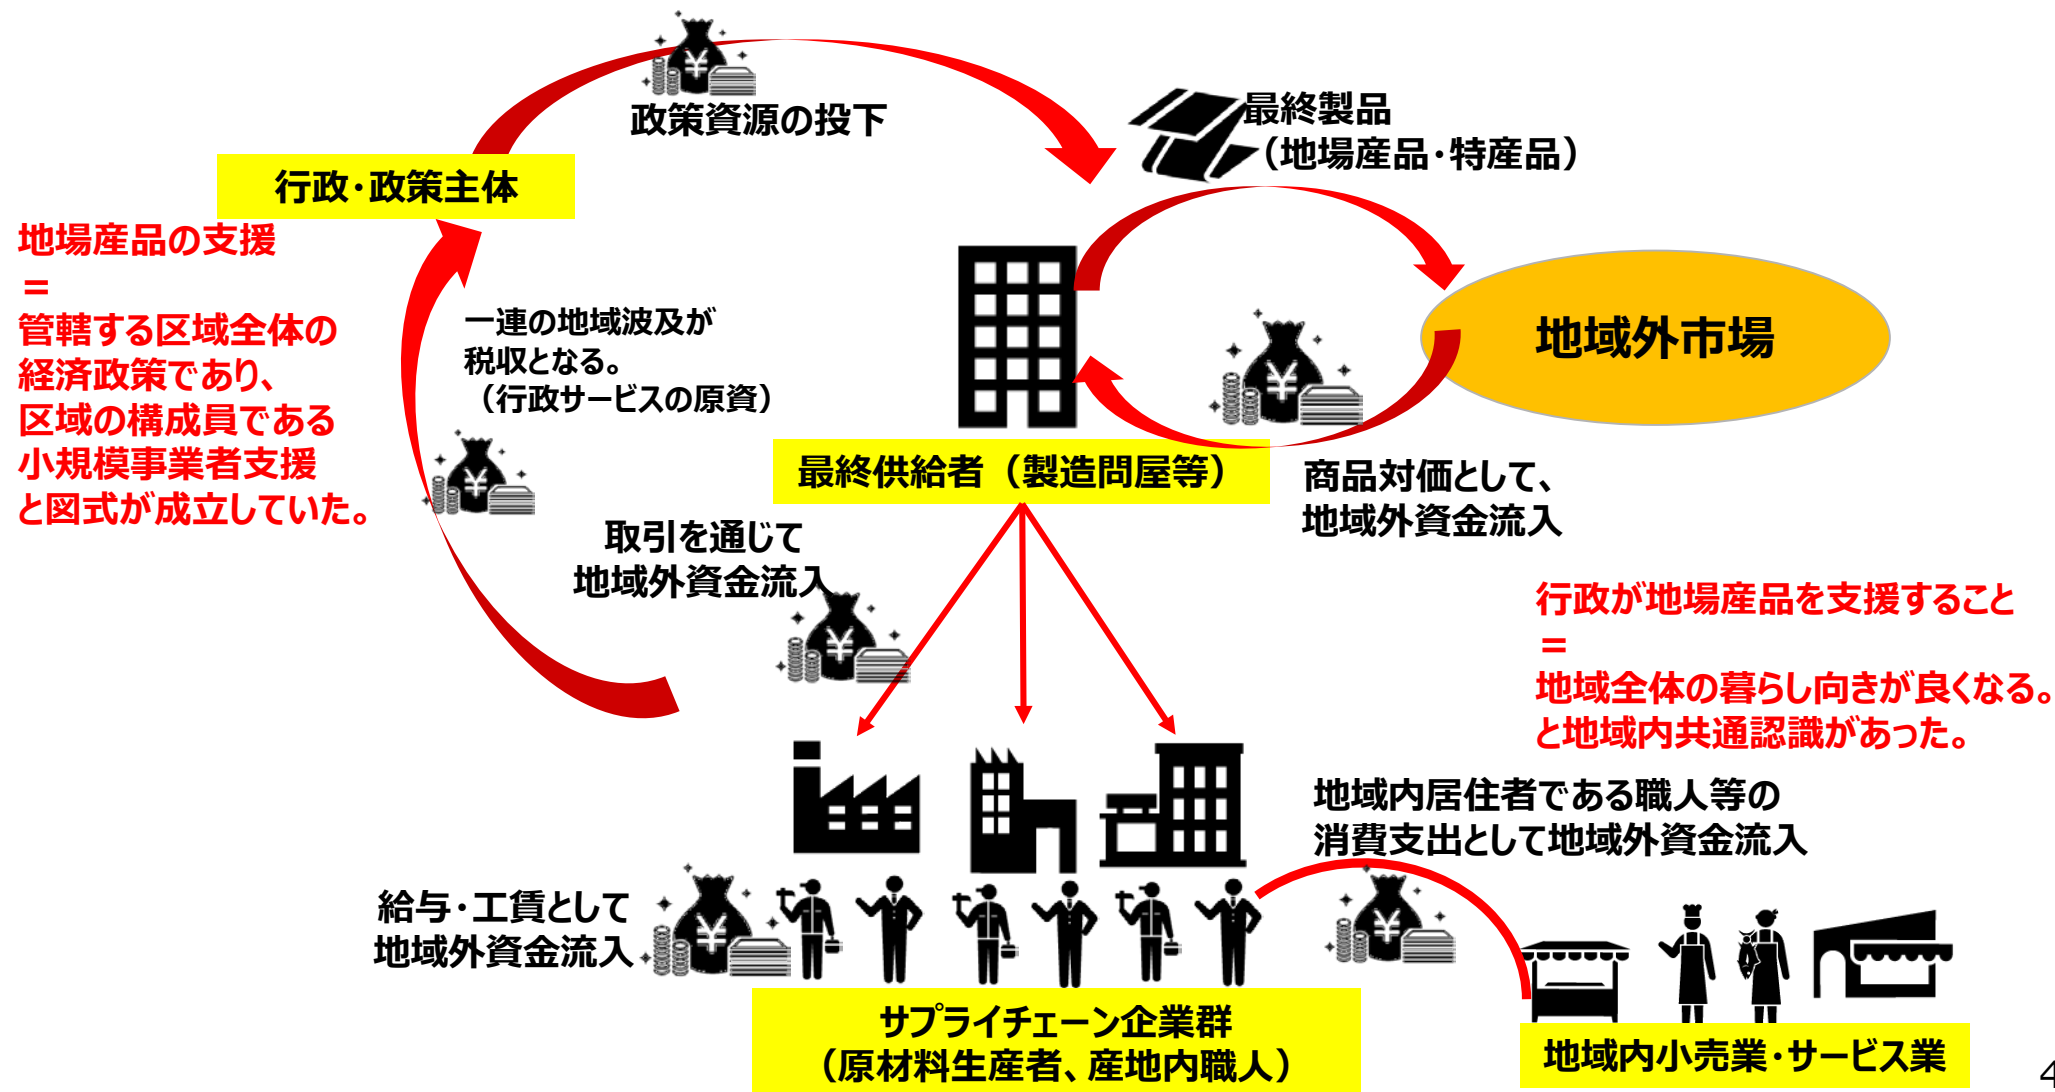 政策資源の投下
最終製品
（地場産品・特産品）
行政・政策主体
地場産品の支援
＝
管轄する区域全体の
経済政策であり、
区域の構成員である
小規模事業者支援
と図式が成立していた。
一連の地域波及が
税収となる。
（行政サービスの原資）
地域外市場
最終供給者（製造問屋等）
商品対価として、
地域外資金流入
取引を通じて
地域外資金流入
行政が地場産品を支援すること
＝
地域全体の暮らし向きが良くなる。
と地域内共通認識があった。
地域内居住者である職人等の
消費支出として地域外資金流入
給与・工賃として
地域外資金流入
サプライチェーン企業群
（原材料生産者、産地内職人）
地域内小売業・サービス業
4